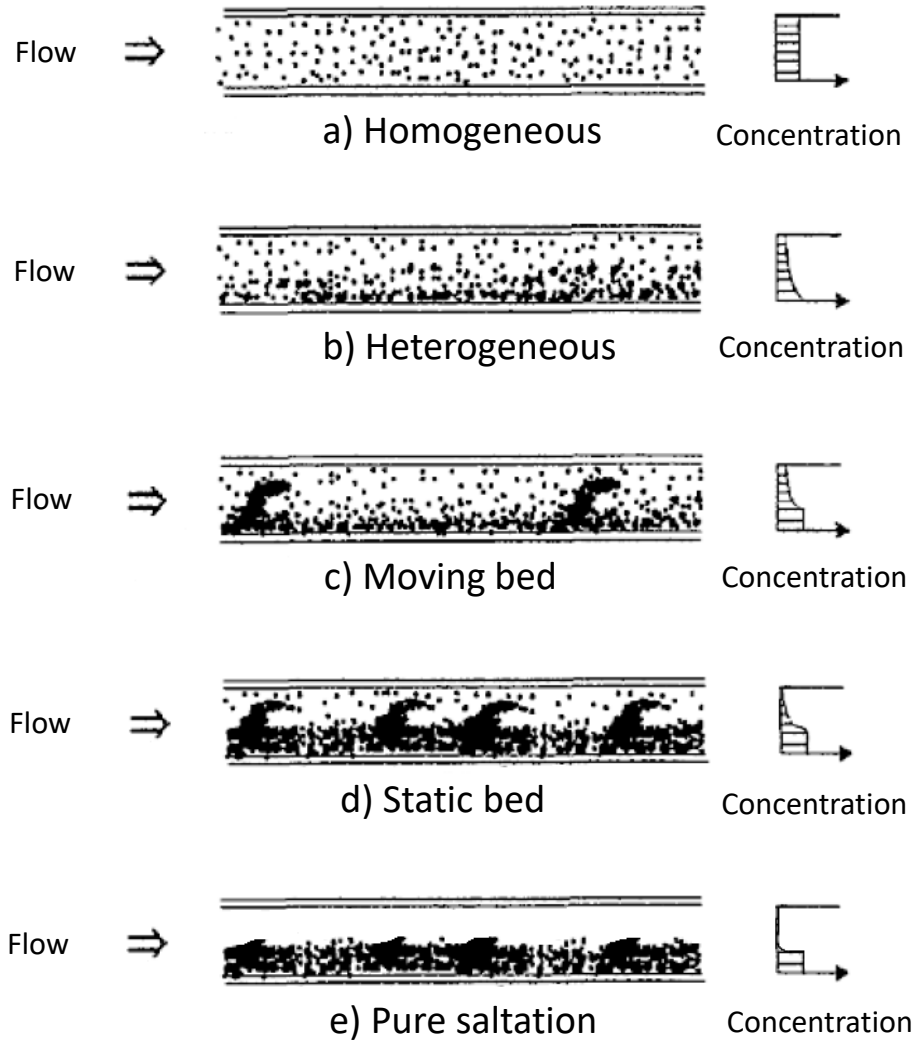 Flow
a) Homogeneous
Concentration
Flow
b) Heterogeneous
Concentration
Flow
c) Moving bed
Concentration
Flow
d) Static bed
Concentration
Flow
e) Pure saltation
Concentration